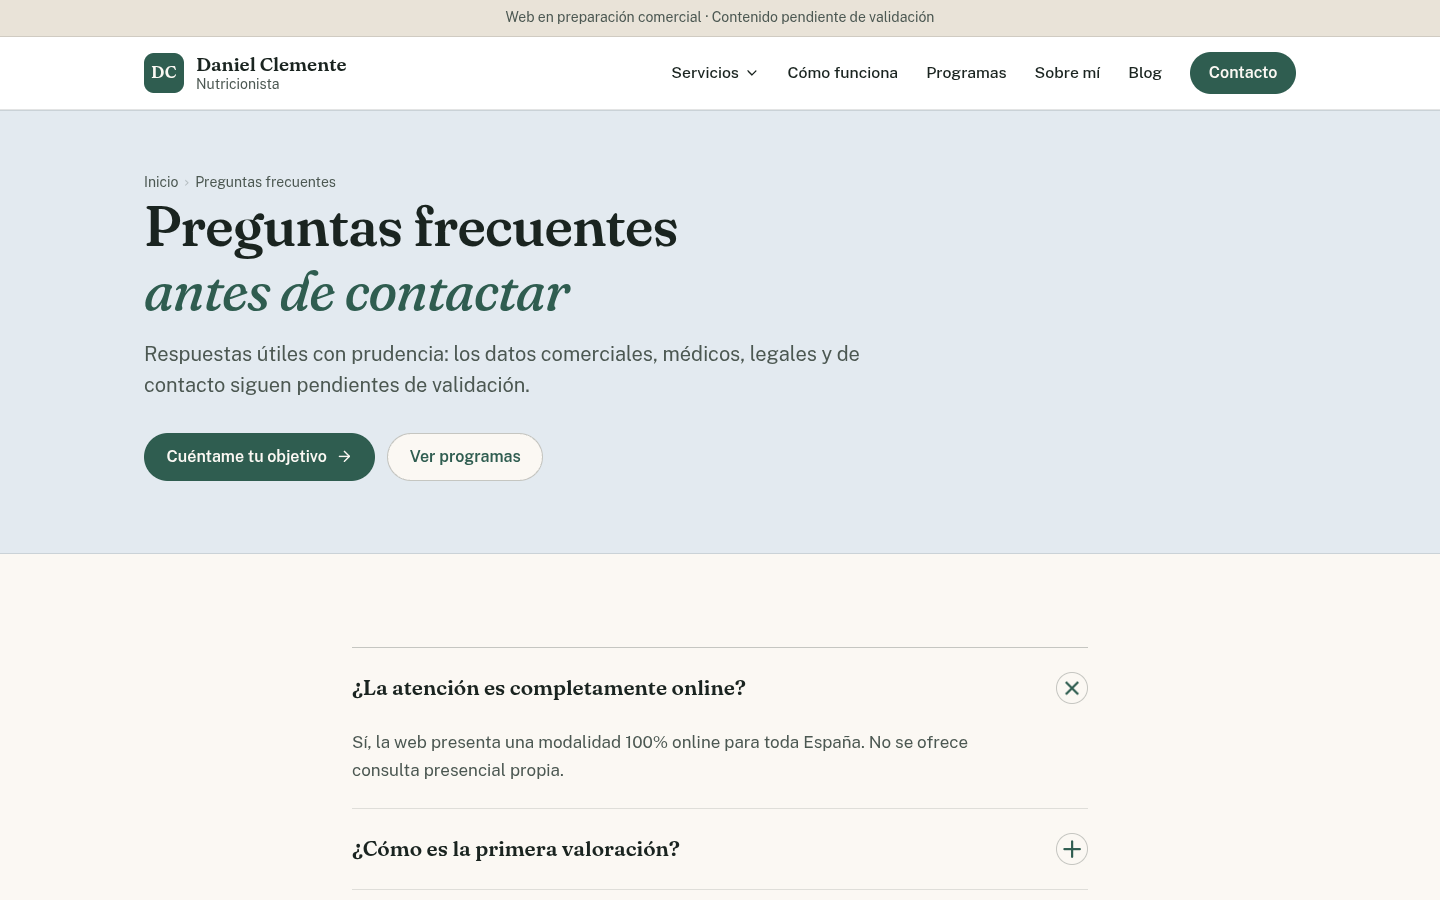 Web en preparación comercial · Contenido pendiente de validación
DC
Daniel Clemente
Nutricionista
Servicios
Cómo funciona
Programas
Sobre mí
Blog
Contacto
Inicio › Preguntas frecuentes
Preguntas frecuentes
antes de contactar
Respuestas útiles con prudencia: los datos comerciales, médicos, legales y de
contacto siguen pendientes de validación.
Cuéntame tu objetivo →
Ver programas
¿La atención es completamente online?
Sí, la web presenta una modalidad 100% online para toda España. No se ofrece
consulta presencial propia.
¿Cómo es la primera valoración?